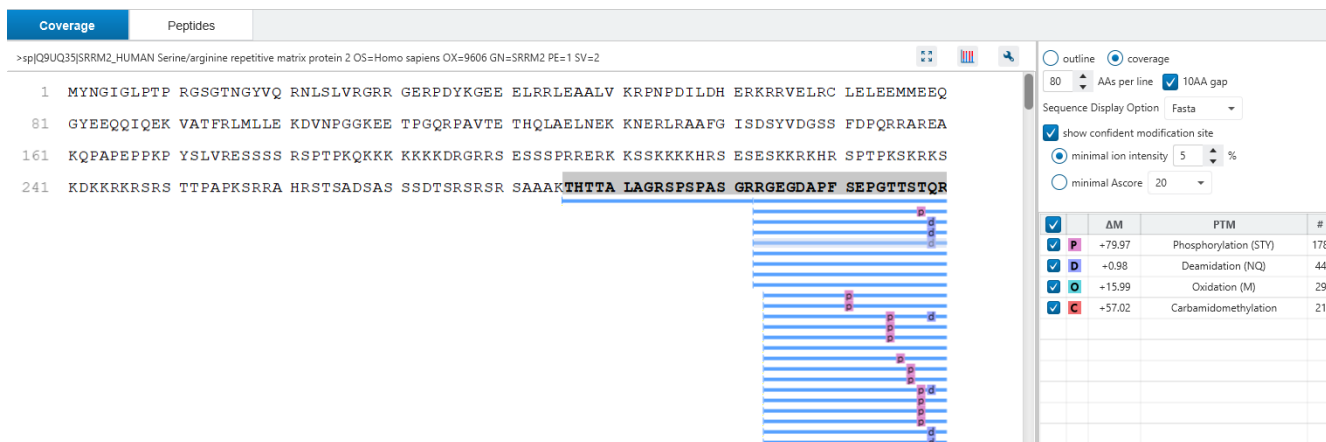 Coverage Peptides
>sp|Q9UQ35|SRRM2_HUMAN Serine/arginine repetitive matrix protein 2 OS=Homo sapiens OX=9606 GN=SRRM2 PE=1 SV=2
1 MYNGIGLPTP RGSGTNGYVQ RNLSLVRGRR GERPDYKGEE ELRRLEAALV KRPNPDILDH ERKRRVELRC LELEEMMEEQ
81 GYEEQQIQEK VATFRLMLLE KDVNPGGKEE TPGQRPAVTE THQLAELNEK KNERLRAAFG ISDSYVDGSS FDPQRRAREA
161 KQPAPEPPKP YSLVRESSSS RSPTPKQKKK KKKKDRGRRS ESSSPRRERK KSSKKKKHRS ESESKKRKHR SPTPKSKRKS
241 KDKKRKRSRS TTPAPKSRRA HRSTSADSAS SSDTSRSRSR SAAAKTHTTA LAGRSPSPAS GRRGEGDAPF SEPGTTSTQR
p
d
d
d
p
p
p d
p
p
p
p
p
p d
p
p
p
d
d
outline coverage
80 AAs per line 10AA gap
Sequence Display Option Fasta
show confident modification site
minimal ion intensity 5 %
minimal Ascore 20
ΔM PTM #
P +79.97 Phosphorylation (STY) 178
D +0.98 Deamidation (NQ) 44
O +15.99 Oxidation (M) 29
C +57.02 Carbamidomethylation 21